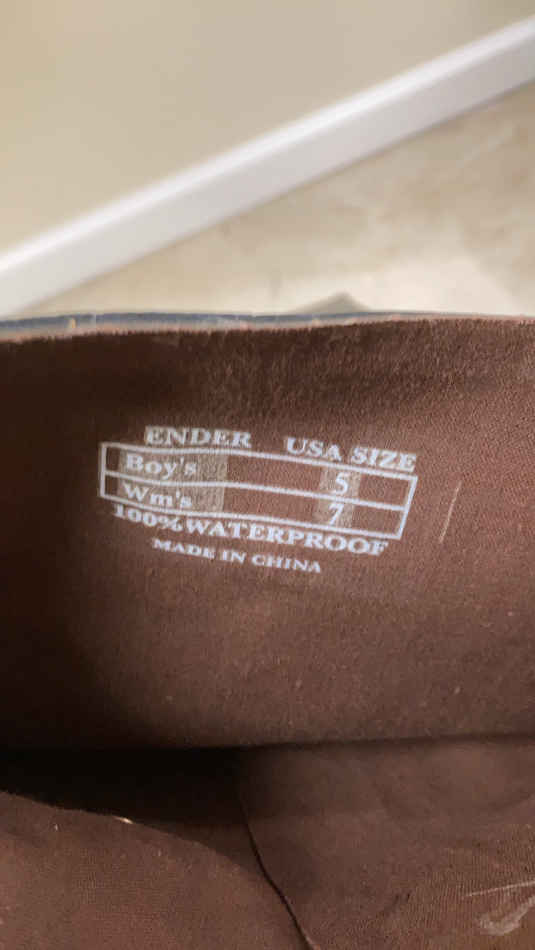 ENDER USA SIZE
Boy's 5
Wm's 7
100% WATERPROOF
MADE IN CHINA